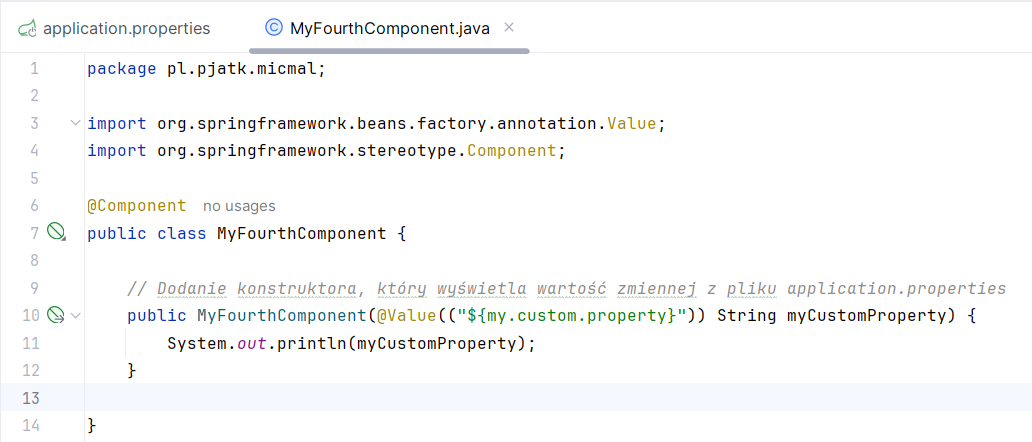 application.properties
MyFourthComponent.java
1 package pl.pjatk.micmal;
2
3 import org.springframework.beans.factory.annotation.Value;
4 import org.springframework.stereotype.Component;
5
6 @Component no usages
7 public class MyFourthComponent {
8
9 // Dodanie konstruktora, który wyświetla wartość zmiennej z pliku application.properties
10 public MyFourthComponent(@Value(("${my.custom.property}")) String myCustomProperty) {
11 System.out.println(myCustomProperty);
12 }
13
14 }